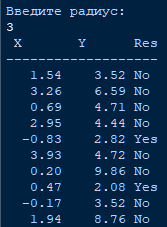 Введите радиус:
3
X Y Res
--------------------
1.54 3.52 No
3.26 6.59 No
0.69 4.71 No
2.95 4.44 No
-0.83 2.82 Yes
3.93 4.72 No
0.20 9.86 No
0.47 2.08 Yes
-0.17 3.52 No
1.94 8.76 No